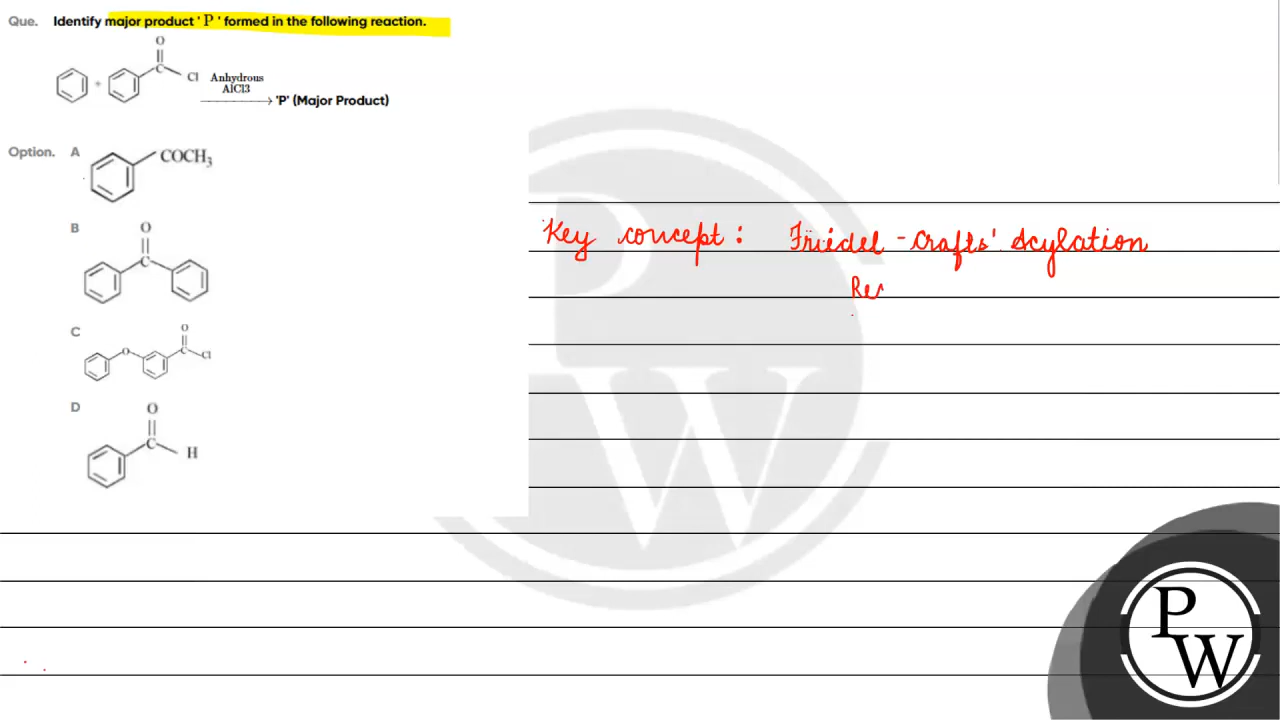 Que. Identify major product 'P' formed in the following reaction.
O
C
Cl
+
Anhydrous
AlCl3
'P' (Major Product)
Option. A
COCH3
B
O
C
C
O
O
C
Cl
D
O
C
H
Key concept: Friedel-Crafts' Acylation
Rea
P
W
P
W